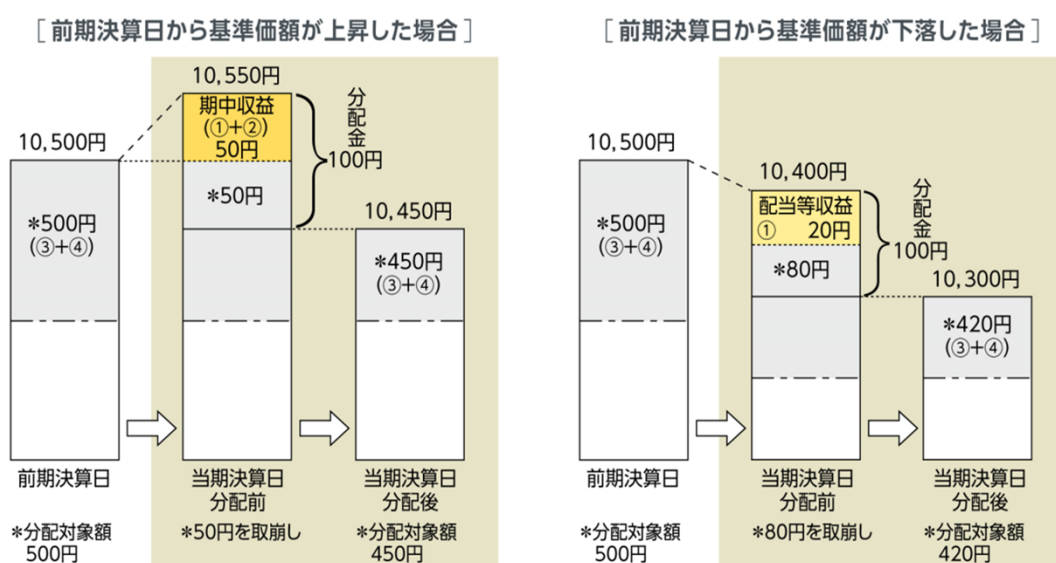 ［前期決算日から基準価額が上昇した場合］
10,500円
*500円
(③+④)
前期決算日
*分配対象額
500円
10,550円
期中収益
(①+②)
50円
*50円
分配金
100円
当期決算日
分配前
*50円を取崩し
10,450円
*450円
(③+④)
当期決算日
分配後
*分配対象額
450円
［前期決算日から基準価額が下落した場合］
10,500円
*500円
(③+④)
前期決算日
*分配対象額
500円
10,400円
配当等収益
① 20円
*80円
分配金
100円
当期決算日
分配前
*80円を取崩し
10,300円
*420円
(③+④)
当期決算日
分配後
*分配対象額
420円